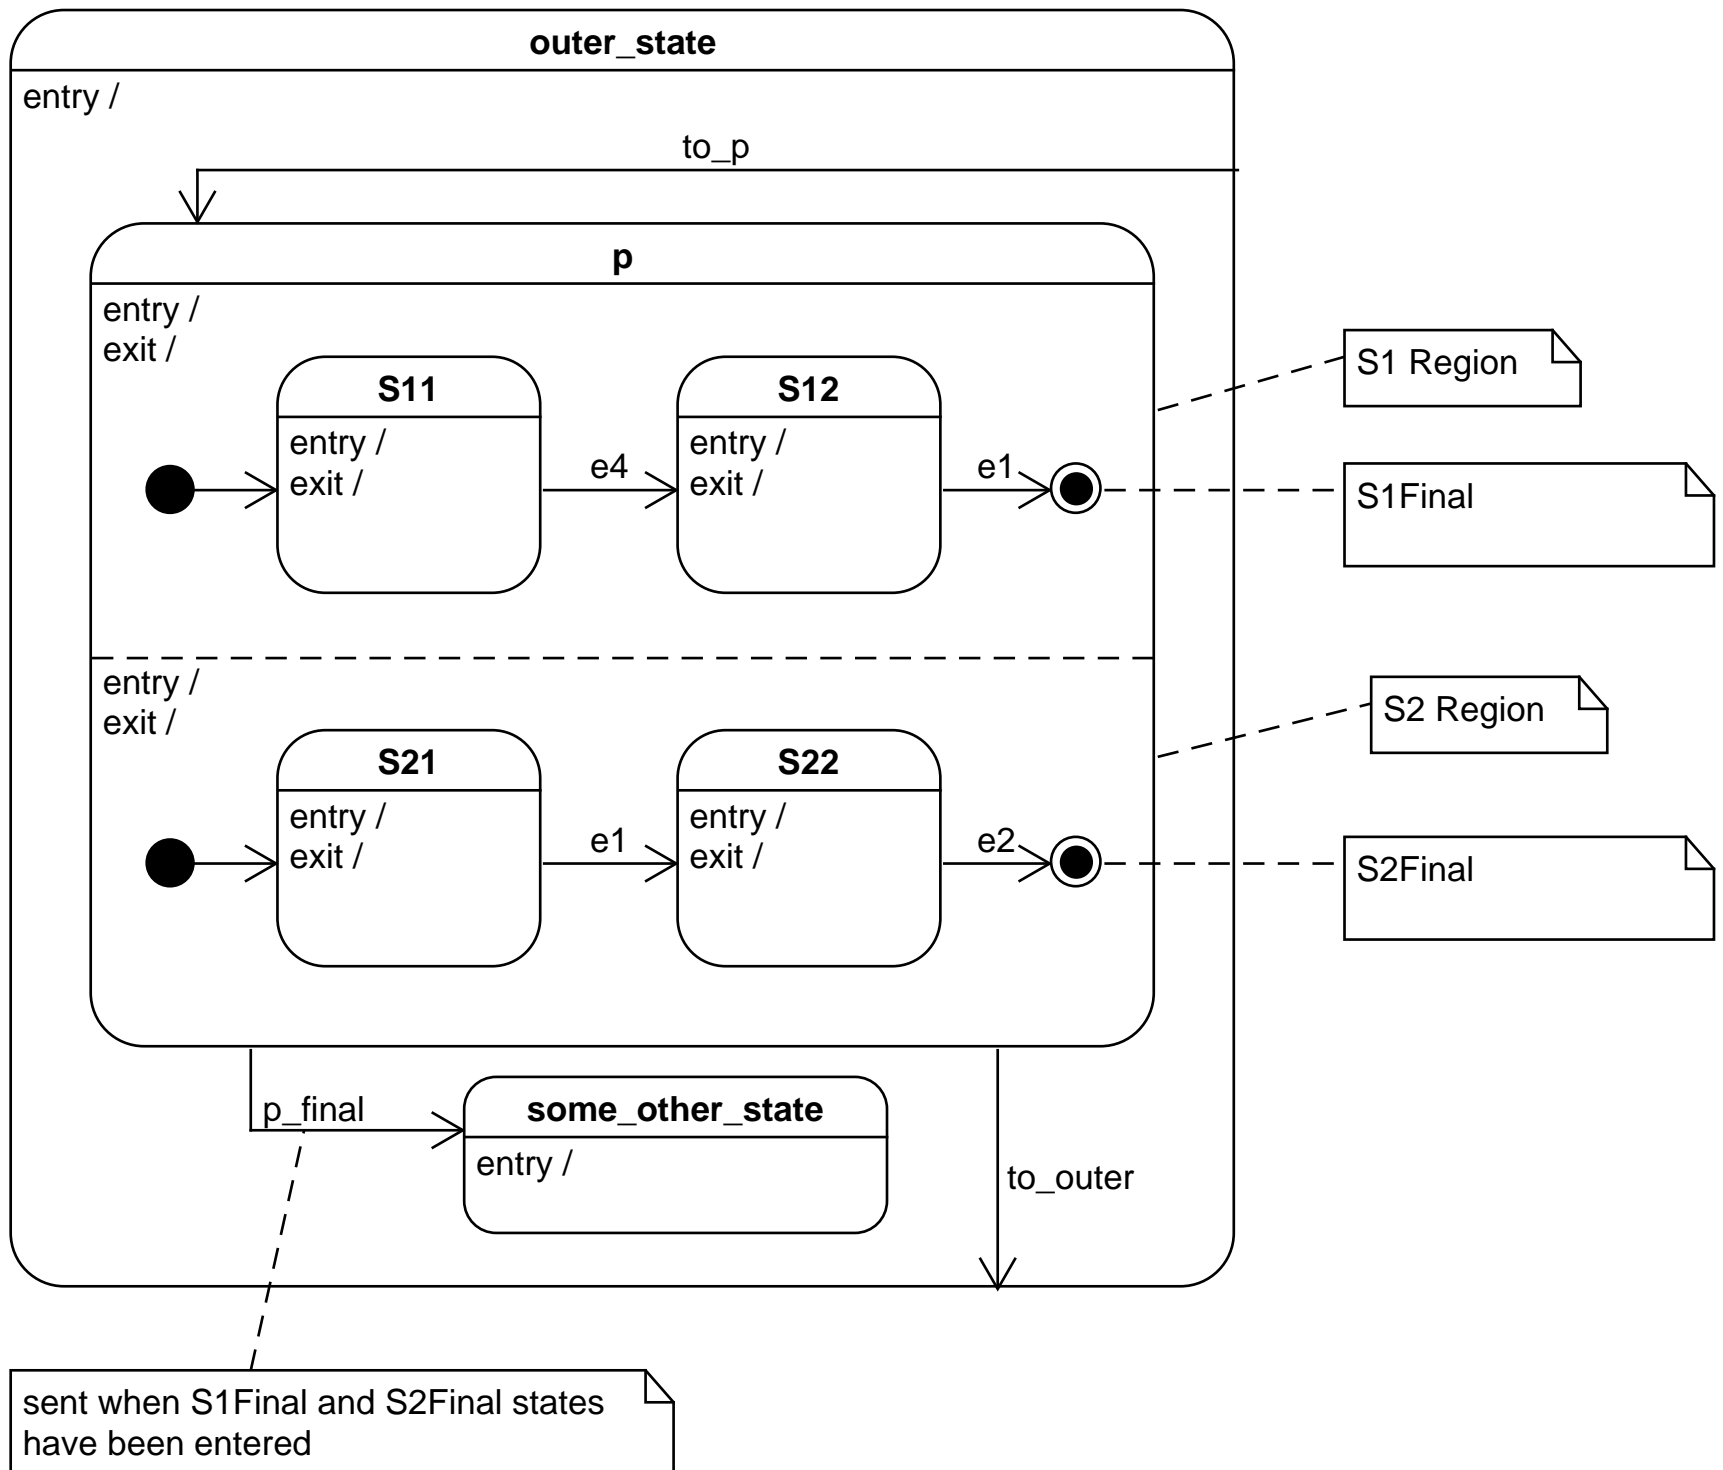 outer_state
entry /
to_p
p
entry /
exit /
S11
entry /
exit /
e4
S12
entry /
exit /
e1
S1 Region
S1Final
entry /
exit /
S21
entry /
exit /
e1
S22
entry /
exit /
e2
S2 Region
S2Final
p_final
some_other_state
entry /
to_outer
sent when S1Final and S2Final states
have been entered